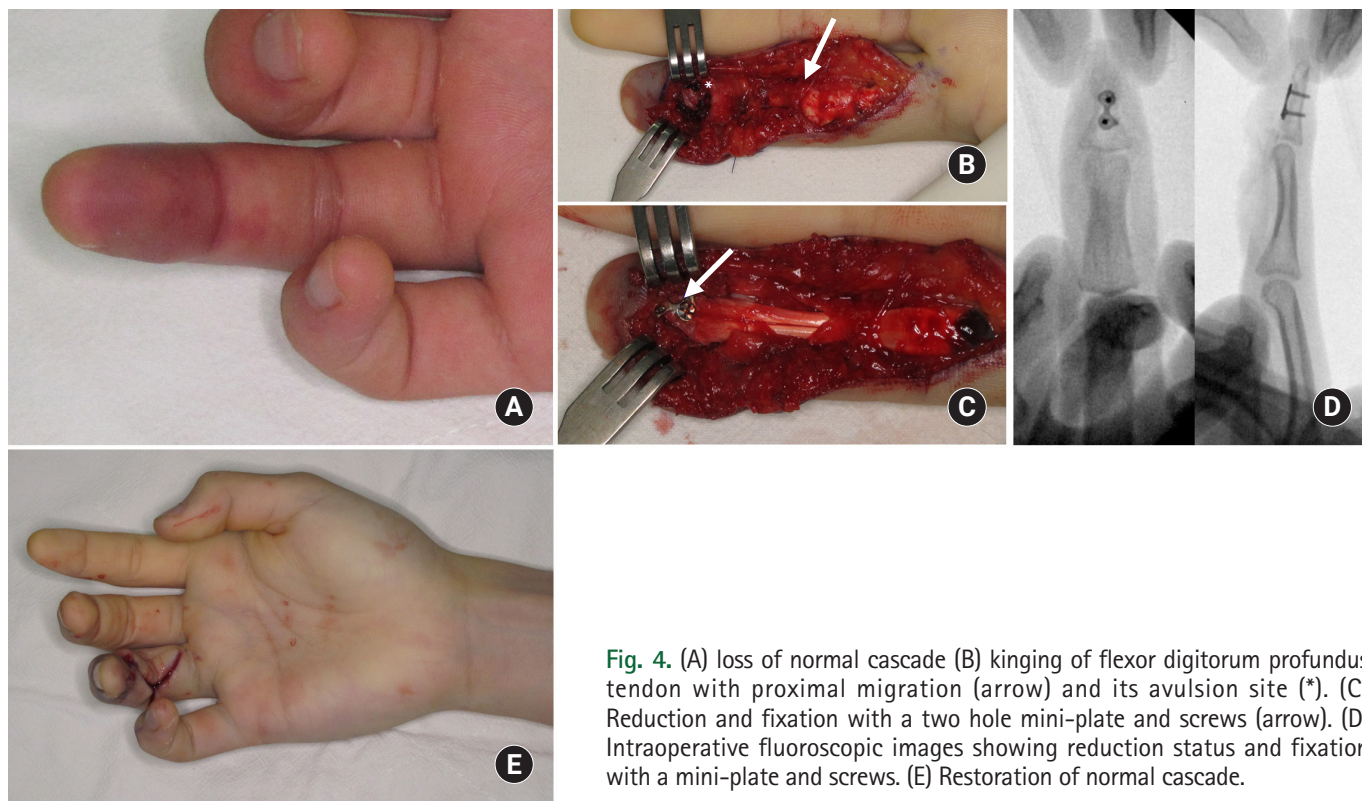 A
B
*
C
D
E
Fig. 4. (A) loss of normal cascade (B) kinging of flexor digitorum profundus
tendon with proximal migration (arrow) and its avulsion site (*). (C
Reduction and fixation with a two hole mini-plate and screws (arrow). (D
Intraoperative fluoroscopic images showing reduction status and fixation
with a mini-plate and screws. (E) Restoration of normal cascade.